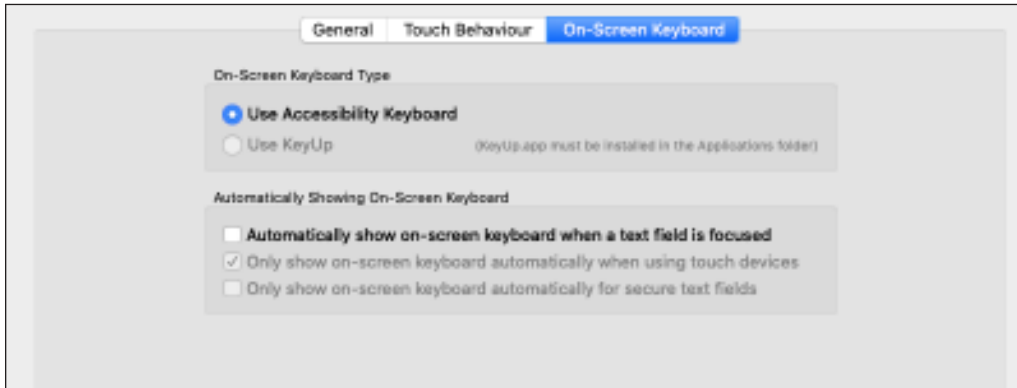 General Touch Behaviour On-Screen Keyboard
On-Screen Keyboard Type
Use Accessibility Keyboard
Use KeyUp (KeyUp.app must be installed in the Applications folder)
Automatically Showing On-Screen Keyboard
Automatically show on-screen keyboard when a text field is focused
Only show on-screen keyboard automatically when using touch devices
Only show on-screen keyboard automatically for secure text fields